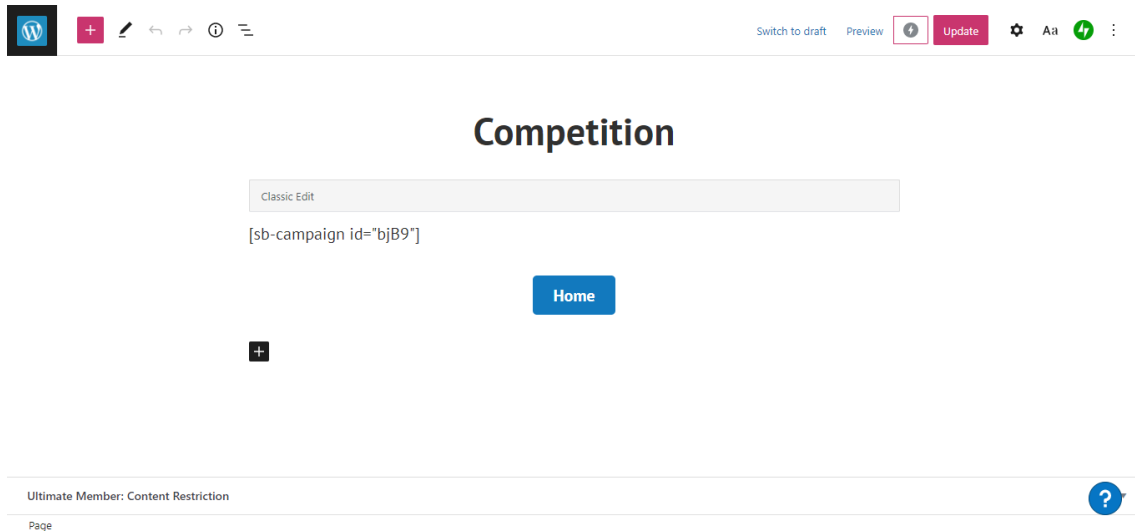 Switch to draft Preview Update Aa
Competition
Classic Edit
[sb-campaign id="bjB9"]
Home
Ultimate Member: Content Restriction
?
Page